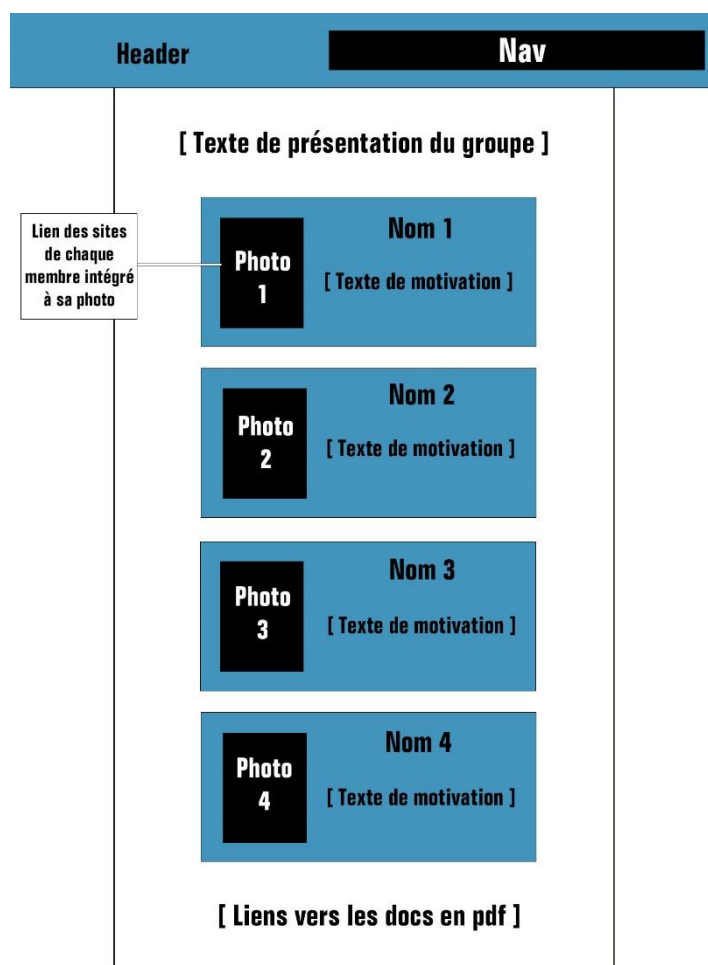 Header
Nav
[ Texte de présentation du groupe ]
Lien des sites
de chaque
membre intégré
à sa photo
Photo
1
Nom 1
[ Texte de motivation ]
Photo
2
Nom 2
[ Texte de motivation ]
Photo
3
Nom 3
[ Texte de motivation ]
Photo
4
Nom 4
[ Texte de motivation ]
[ Liens vers les docs en pdf ]